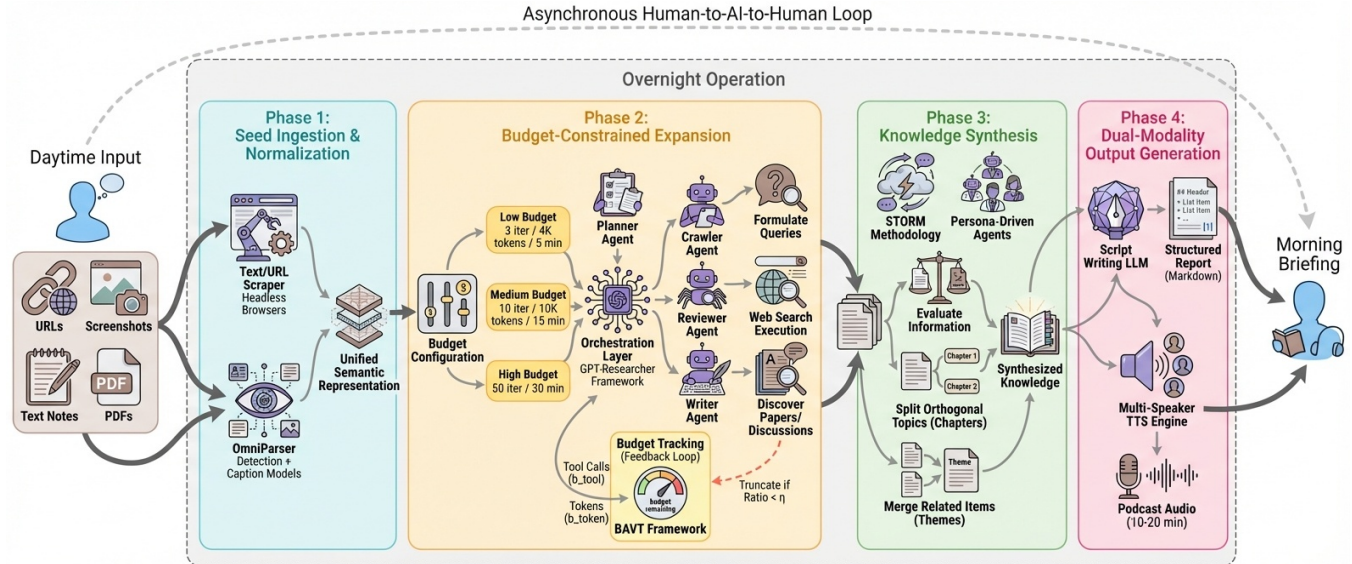 Asynchronous Human-to-AI-to-Human Loop
Overnight Operation
Daytime Input
URLs
Screenshots
Text Notes
PDF
PDFs
Phase 1:
Seed Ingestion &
Normalization
Text/URL
Scraper
Headless
Browsers
OmniParser
Detection +
Caption Models
Unified
Semantic
Representation
Phase 2:
Budget-Constrained Expansion
Budget
Configuration
Low Budget
3 iter / 4K
tokens / 5 min
Medium Budget
10 iter / 10K
tokens / 15 min
High Budget
50 iter / 30 min
Planner
Agent
Orchestration
Layer
GPT-Researcher
Framework
Crawler
Agent
Reviewer
Agent
Writer
Agent
?
Formulate
Queries
Web Search
Execution
A
Discover
Papers/
Discussions
Budget Tracking
(Feedback Loop)
budget
remaining
BAVT Framework
Tool Calls
(b_tool)
Tokens
(b_token)
Truncate if
Ratio < η
Phase 3:
Knowledge Synthesis
STORM
Methodology
Persona-Driven
Agents
Evaluate
Information
Chapter 1
Chapter 2
Split Orthogonal
Topics (Chapters)
Theme
Merge Related Items
(Themes)
Synthesized
Knowledge
Phase 4:
Dual-Modality
Output Generation
Script
Writing LLM
## Headur
• List Item
• List Item
[1]
Structured
Report
(Markdown)
Multi-Speaker
TTS Engine
Podcast Audio
(10-20 min)
Morning
Briefing